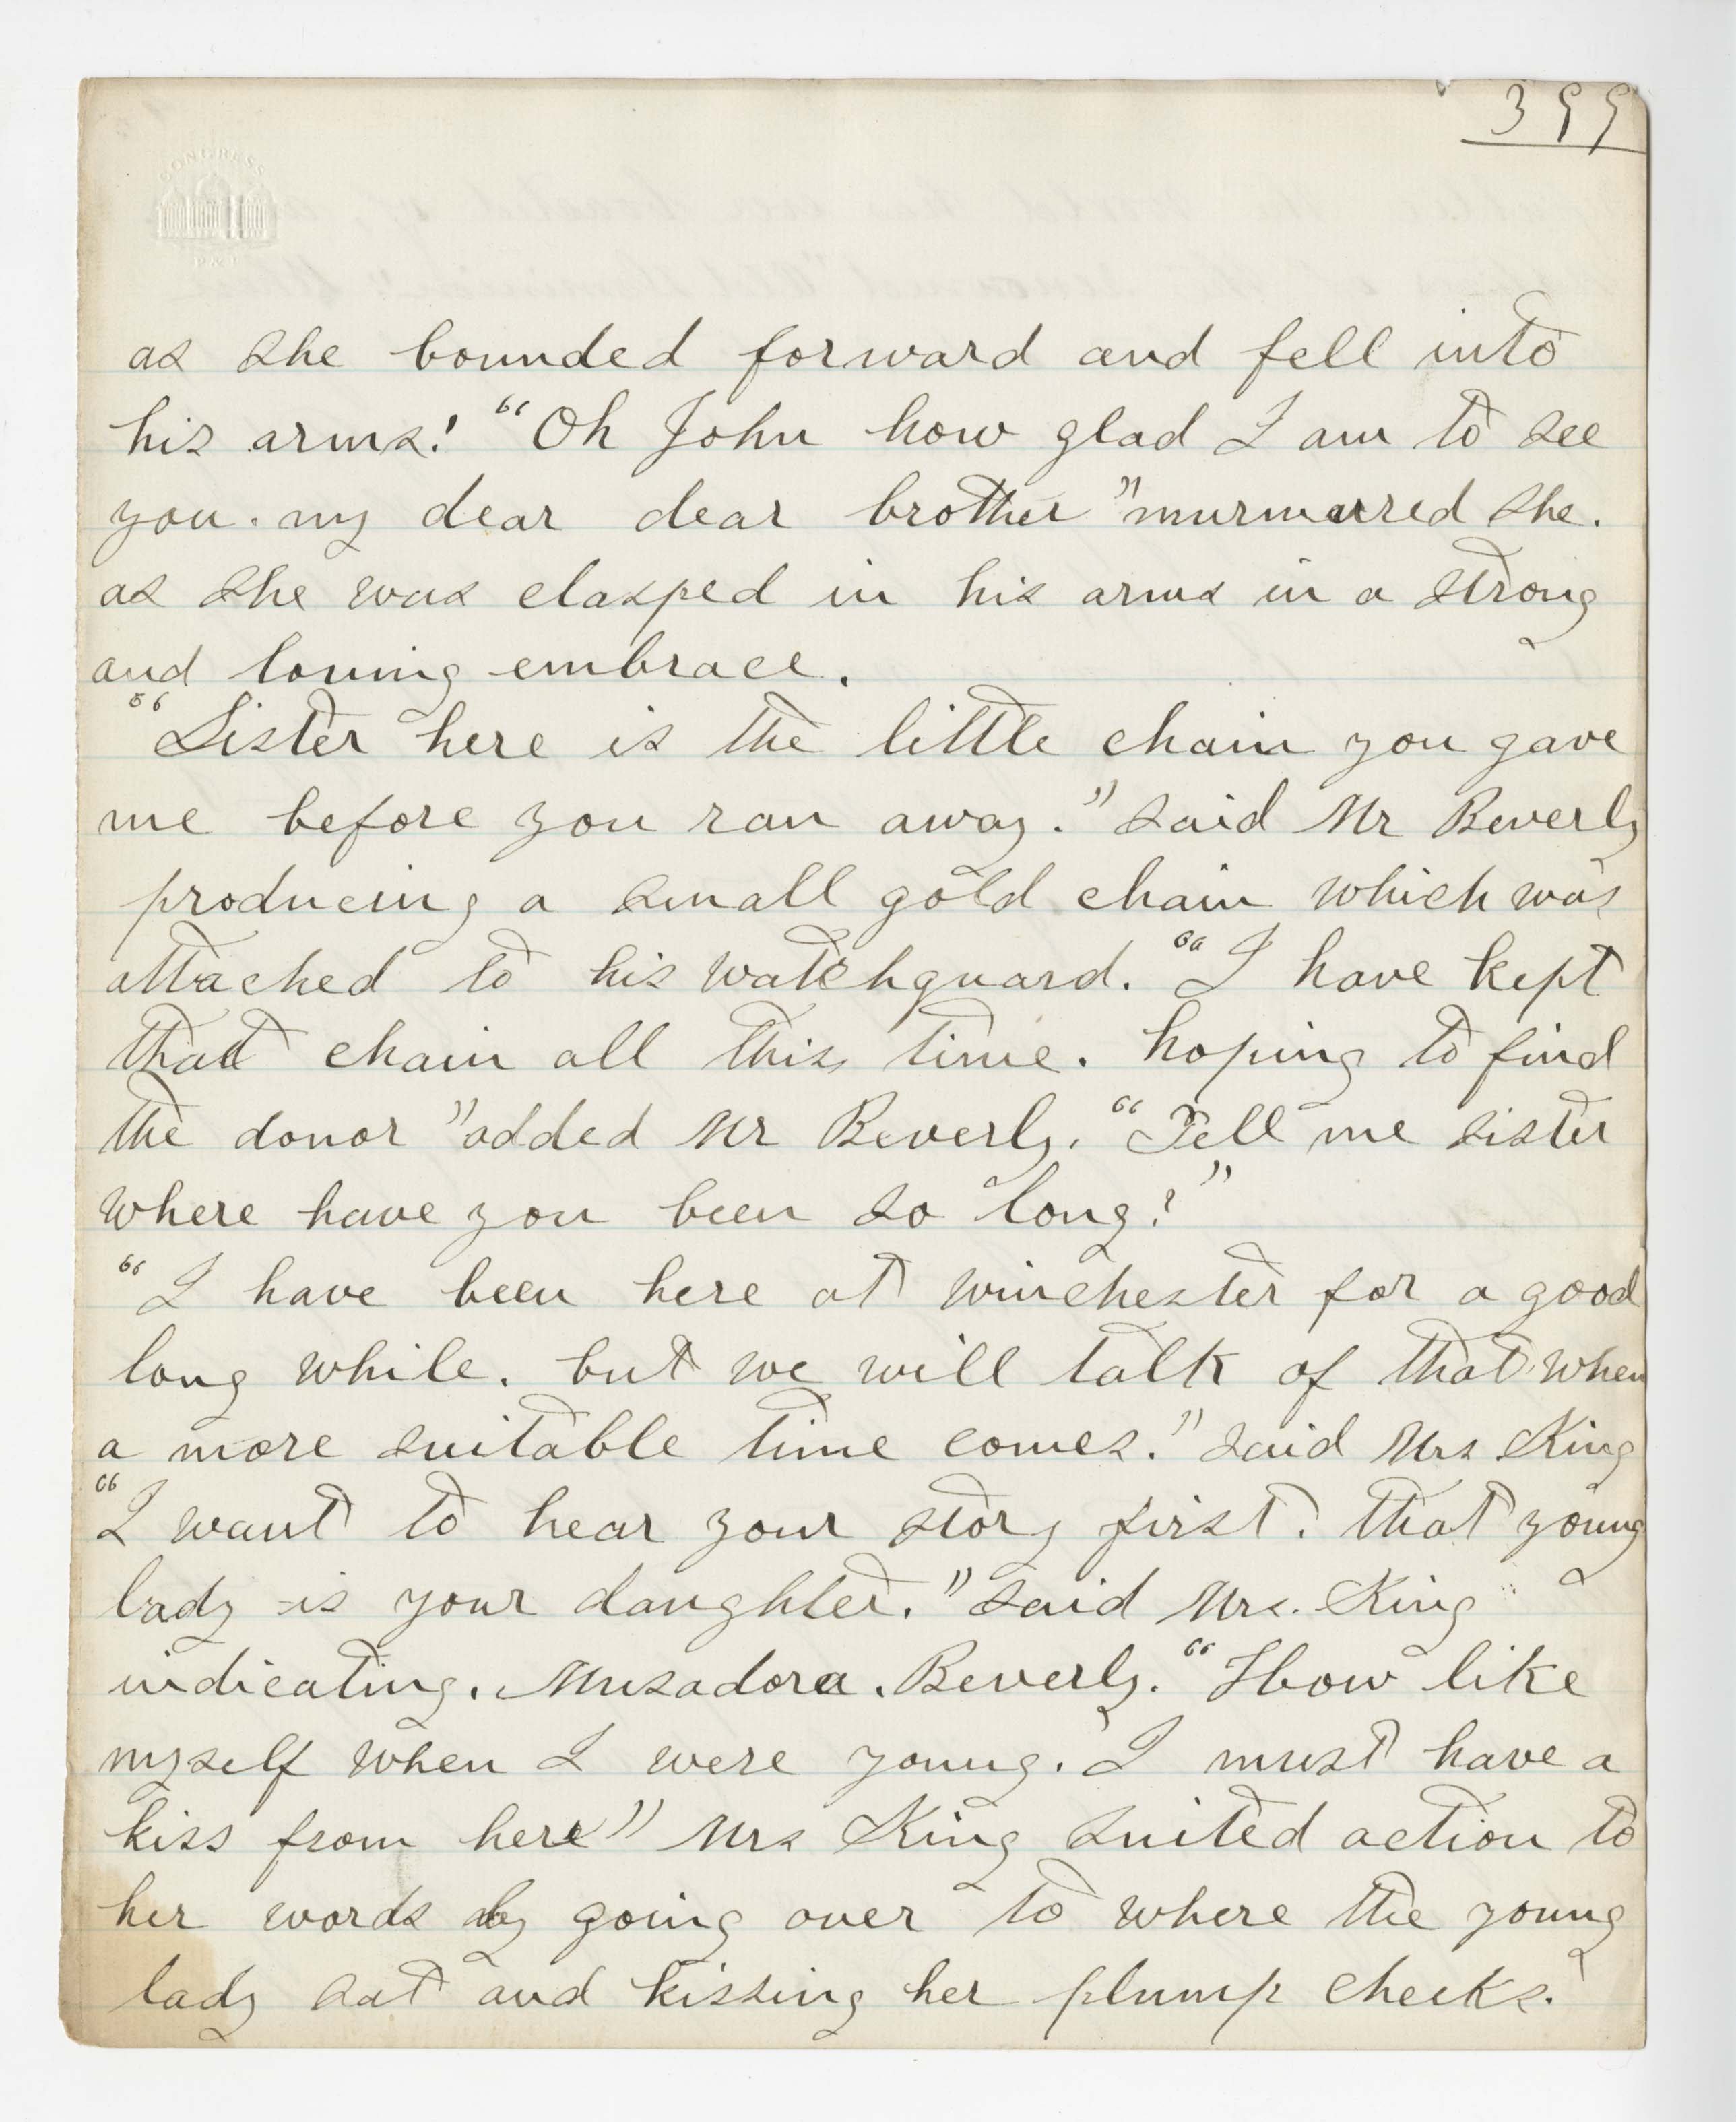 399
CONGRESS
P & P
as she bounded forward and fell into
his arms! "Oh John how glad I am to see
you. my dear dear brother" murmurred she.
as she was clasped in his arms in a strong
and loving embrace.
"Sister here is the little chain you gave
me before you ran away." said Mr Beverly
producing a small gold chain which was
attached to his watchguard. "I have kept
that chain all this time. hoping to find
the donor" added Mr Beverly. "Tell me sister
where have you been so long?"
"I have been here at Winchester for a good
long while. but we will talk of that when
a more suitable time comes." said Mrs King
"I want to hear your story first. that young
lady is your daughter." said Mrs. King
indicating. Musadora. Beverly. "How like
myself when I were young. I must have a
kiss from here" Mrs King suited action to
her words by going over to where the young
lady sat and kissing her plump cheeks.